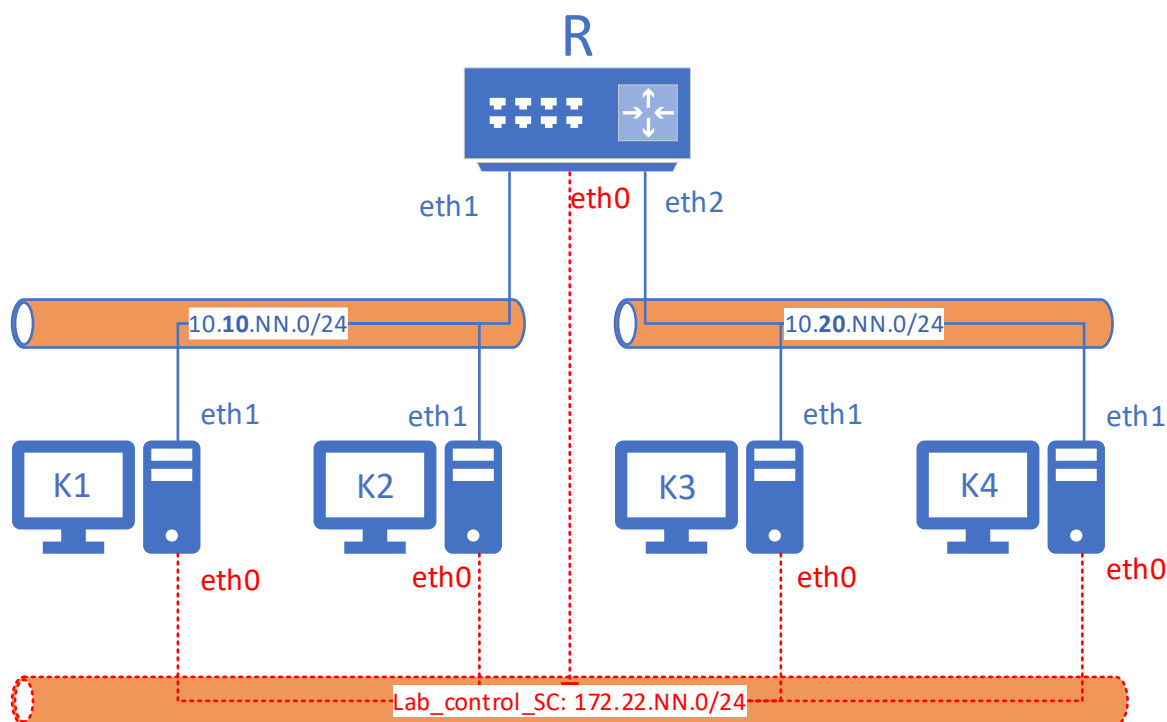 R
eth1
eth0
eth2
10.10.NN.0/24
10.20.NN.0/24
eth1
eth1
eth1
eth1
K1
K2
K3
K4
eth0
eth0
eth0
eth0
Lab_control_SC: 172.22.NN.0/24